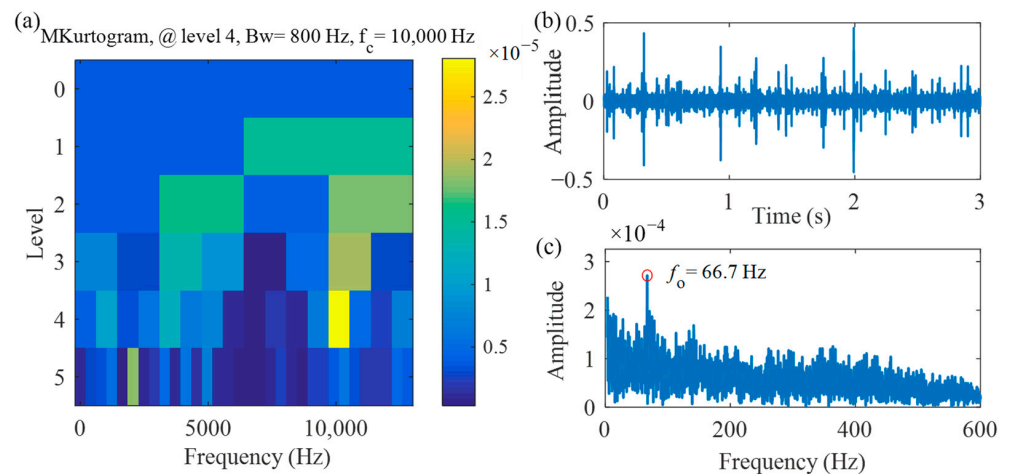 (a)
MKurtogram, @ level 4, Bw= 800 Hz, fc= 10,000 Hz
×10⁻⁵
Level
0
1
2
3
4
5
0 5000 10,000
Frequency (Hz)
2.5
2
1.5
1
0.5
(b)
Amplitude
0.5
0
−0.5
0 1 2 3
Time (s)
(c)
×10⁻⁴
Amplitude
3
2
1
0
fo= 66.7 Hz
0 200 400 600
Frequency (Hz)